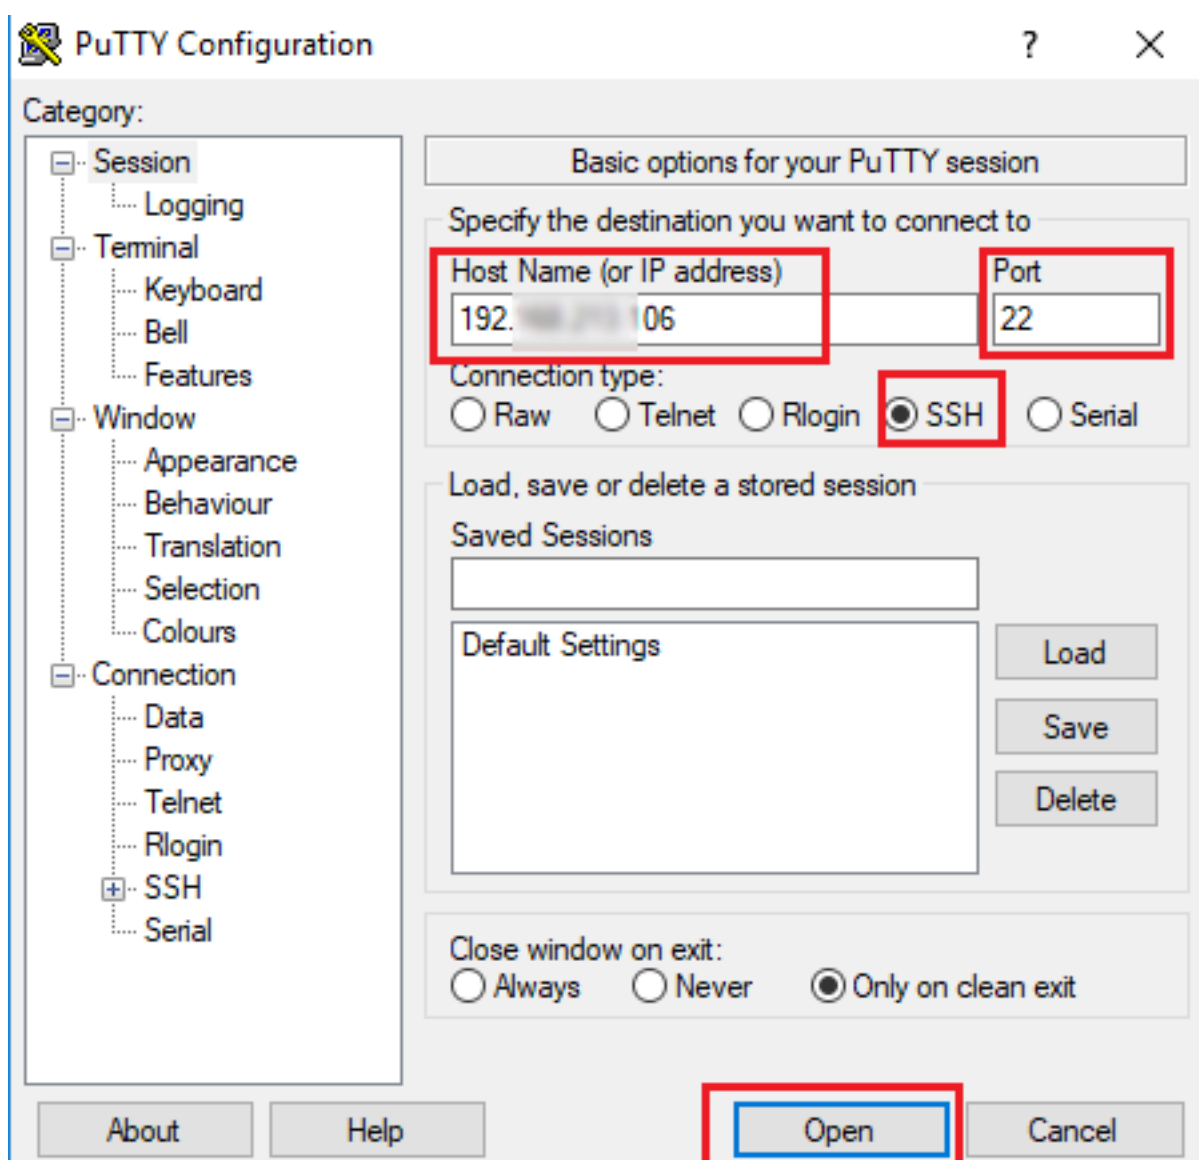 PuTTY Configuration
?
Category:
Session
Logging
Terminal
Keyboard
Bell
Features
Window
Appearance
Behaviour
Translation
Selection
Colours
Connection
Data
Proxy
Telnet
Rlogin
SSH
Serial
Basic options for your PuTTY session
Specify the destination you want to connect to
Host Name (or IP address) Port
192. 06 22
Connection type:
Raw Telnet Rlogin SSH Serial
Load, save or delete a stored session
Saved Sessions
Default Settings
Load
Save
Delete
Close window on exit:
Always Never Only on clean exit
About Help Open Cancel